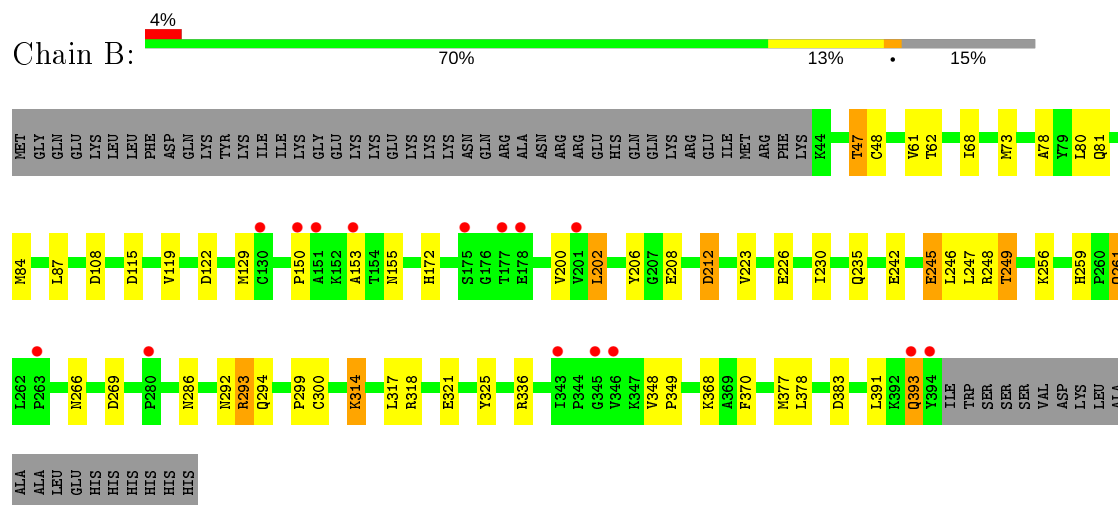 4%
Chain B:
70% 13% • 15%
MET GLY GLN GLU LYS LEU LEU PHE ASP GLN LYS TYR LYS ILE ILE LYS GLY GLU LYS LYS GLU LYS LYS LYS ASN GLN ARG ALA ASN ARG ARG GLU HIS GLN GLN LYS ARG GLU ILE MET ARG PHE LYS K44 T47 C48 V61 T62 I68 M73 A78 Y79 L80 Q81
M84 L87 D108 D115 V119 D122 M129 C130 P150 A151 K152 A153 T154 N155 H172 S175 G176 T177 E178 V200 V201 L202 Y206 G207 E208 D212 V223 E226 I230 Q235 E242 E245 L246 L247 R248 T249 K256 H259 P260 Q261
L262 P263 N266 D269 P280 N286 N292 R293 Q294 P299 C300 K314 L317 R318 E321 Y325 R336 I343 P344 G345 V346 K347 V348 P349 K368 A369 F370 M377 L378 D383 L391 K392 Q393 Y394 ILE TRP SER SER SER VAL ASP LYS LEU ALA
ALA ALA LEU GLU HIS HIS HIS HIS HIS HIS